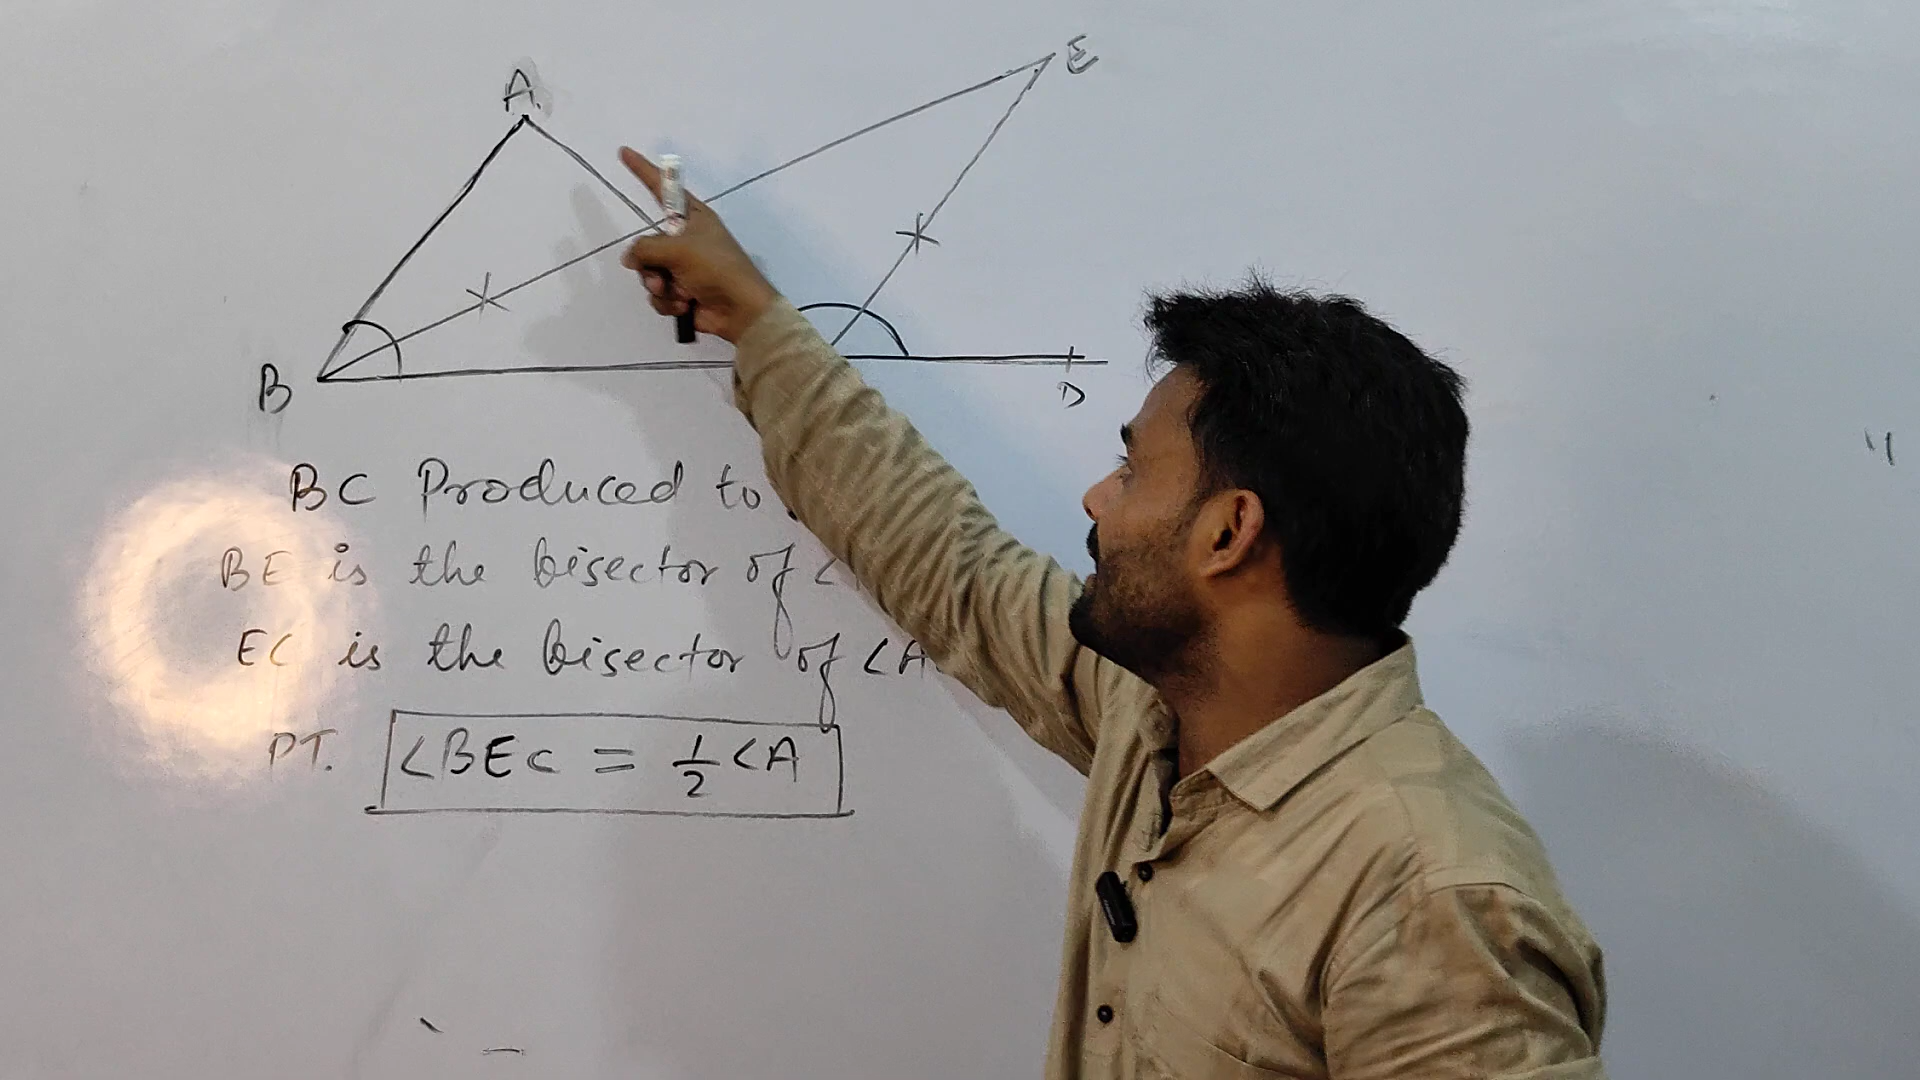 A
E
B
D
BC Produced to
BE is the bisector of <
EC is the bisector of <A
PT. <BEC = 1/2 <A